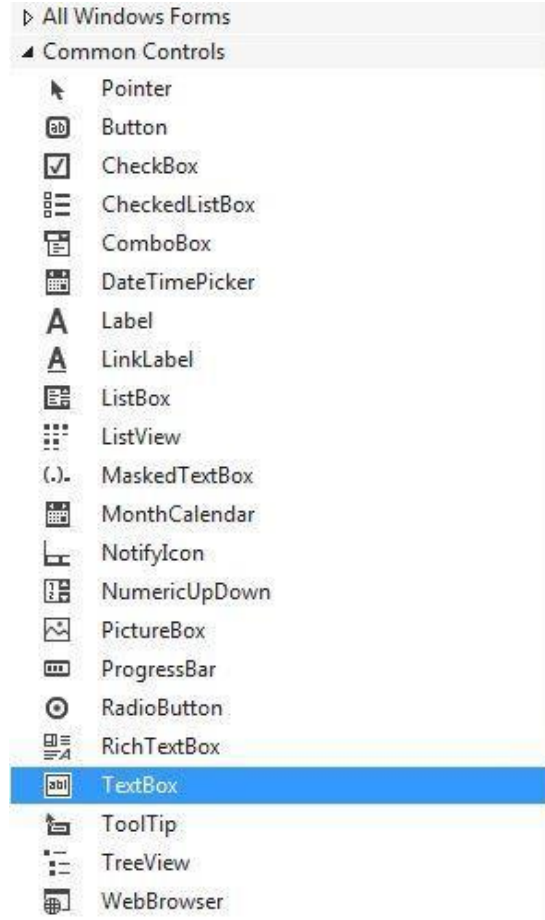 All Windows Forms
Common Controls
Pointer
Button
CheckBox
CheckedListBox
ComboBox
DateTimePicker
Label
LinkLabel
ListBox
ListView
MaskedTextBox
MonthCalendar
NotifyIcon
NumericUpDown
PictureBox
ProgressBar
RadioButton
RichTextBox
TextBox
ToolTip
TreeView
WebBrowser